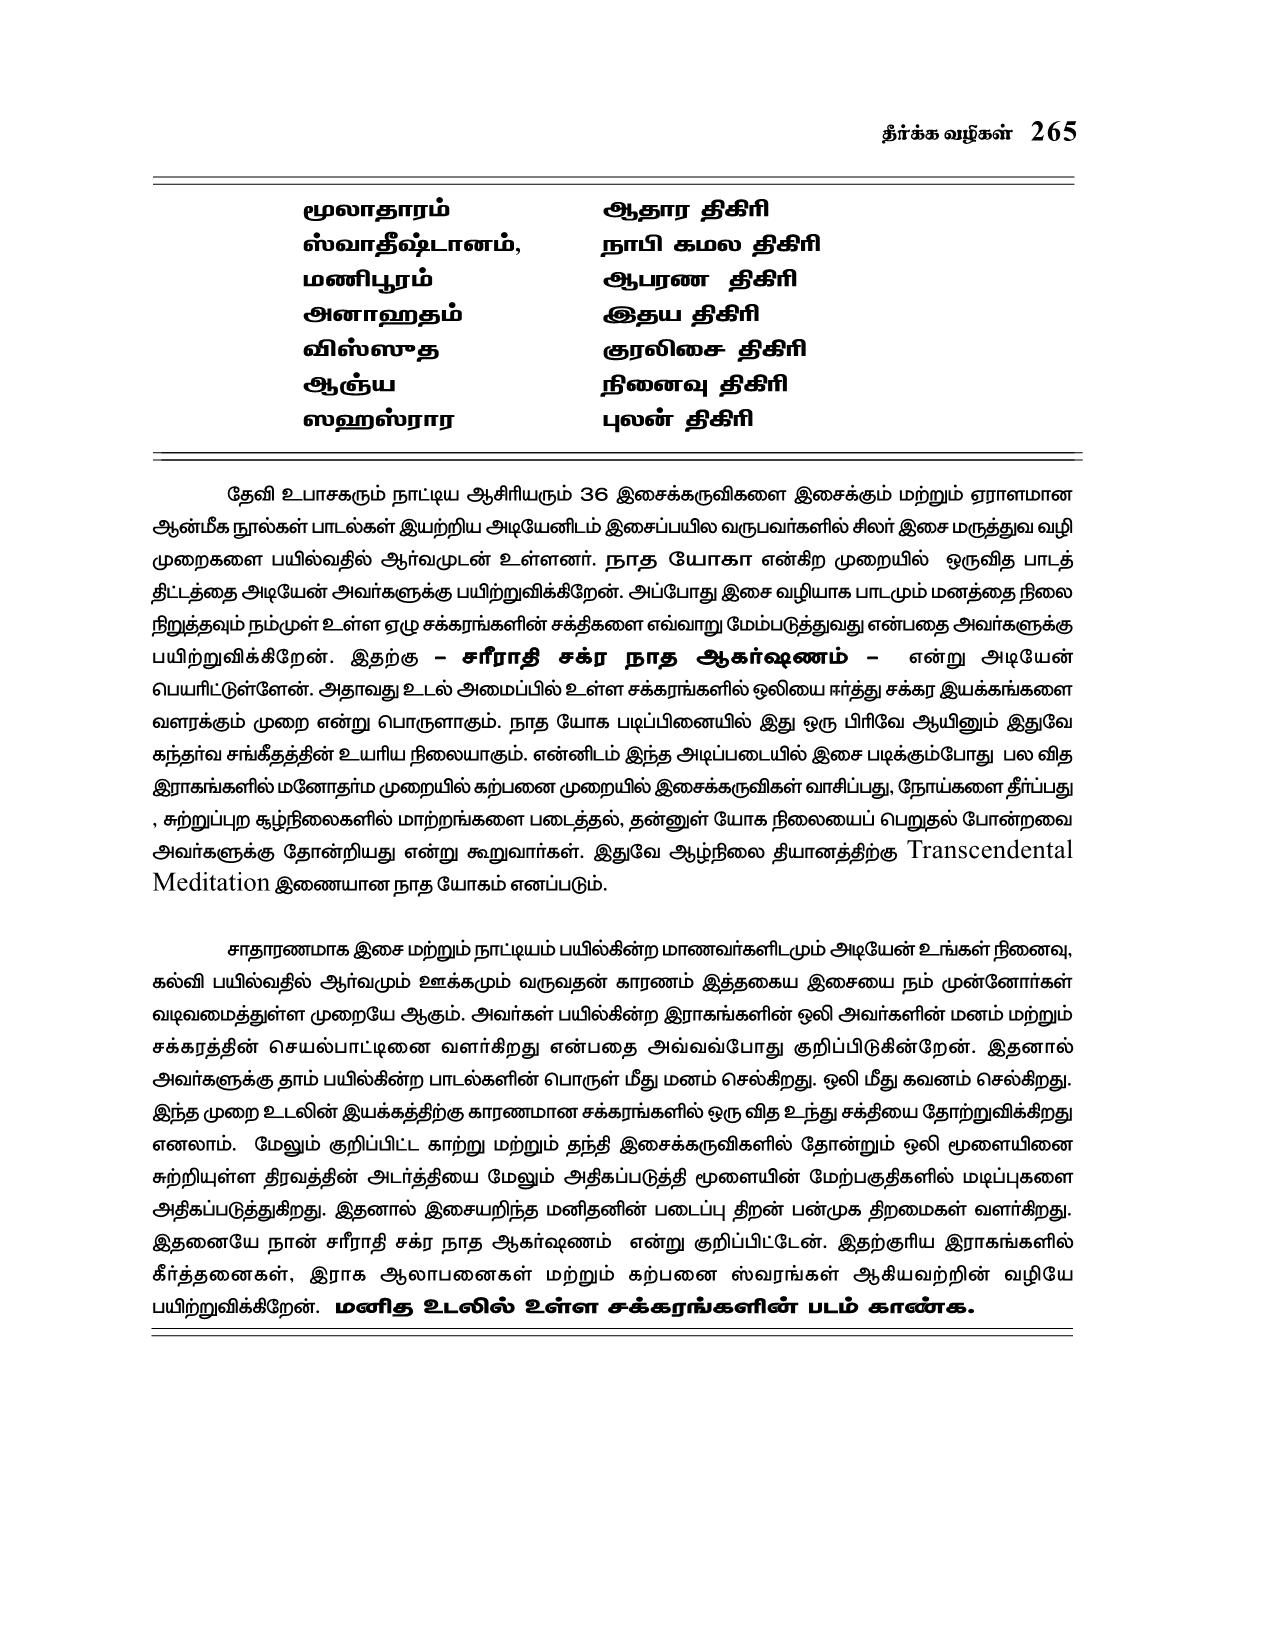 தீர்க்க வழிகள் 265
மூலாதாரம் ஆதார திகிரி
ஸ்வாதீஷ்டானம், நாபி கமல திகிரி
மணிபூரம் ஆபரண திகிரி
அனாஹதம் இதய திகிரி
விஸ்ஸுத குரலிசை திகிரி
ஆஞ்ய நினைவு திகிரி
ஸஹஸ்ரார புலன் திகிரி
தேவி உபாசகரும் நாட்டிய ஆசிரியரும் 36 இசைக்கருவிகளை இசைக்கும் மற்றும் ஏராளமான
ஆன்மீக நூல்கள் பாடல்கள் இயற்றிய அடியேனிடம் இசைப்பயில வருபவர்களில் சிலர் இசை மருத்துவ வழி
முறைகளை பயில்வதில் ஆர்வமுடன் உள்ளனர். நாத யோகா என்கிற முறையில் ஒருவித பாடத்
திட்டத்தை அடியேன் அவர்களுக்கு பயிற்றுவிக்கிறேன். அப்போது இசை வழியாக பாடமும் மனத்தை நிலை
நிறுத்தவும் நம்முள் உள்ள ஏழு சக்கரங்களின் சக்திகளை எவ்வாறு மேம்படுத்துவது என்பதை அவர்களுக்கு
பயிற்றுவிக்கிறேன். இதற்கு – சரீராதி சக்ர நாத ஆகர்ஷணம் – என்று அடியேன்
பெயரிட்டுள்ளேன். அதாவது உடல் அமைப்பில் உள்ள சக்கரங்களில் ஒலியை ஈர்த்து சக்கர இயக்கங்களை
வளரக்கும் முறை என்று பொருளாகும். நாத யோக படிப்பினையில் இது ஒரு பிரிவே ஆயினும் இதுவே
கந்தர்வ சங்கீதத்தின் உயரிய நிலையாகும். என்னிடம் இந்த அடிப்படையில் இசை படிக்கும்போது பல வித
இராகங்களில் மனோதர்ம முறையில் கற்பனை முறையில் இசைக்கருவிகள் வாசிப்பது, நோய்களை தீர்ப்பது
, சுற்றுப்புற சூழ்நிலைகளில் மாற்றங்களை படைத்தல், தன்னுள் யோக நிலையைப் பெறுதல் போன்றவை
அவர்களுக்கு தோன்றியது என்று கூறுவார்கள். இதுவே ஆழ்நிலை தியானத்திற்கு Transcendental
Meditation இணையான நாத யோகம் எனப்படும்.
சாதாரணமாக இசை மற்றும் நாட்டியம் பயில்கின்ற மாணவர்களிடமும் அடியேன் உங்கள் நினைவு,
கல்வி பயில்வதில் ஆர்வமும் ஊக்கமும் வருவதன் காரணம் இத்தகைய இசையை நம் முன்னோர்கள்
வடிவமைத்துள்ள முறையே ஆகும். அவர்கள் பயில்கின்ற இராகங்களின் ஒலி அவர்களின் மனம் மற்றும்
சக்கரத்தின் செயல்பாட்டினை வளர்கிறது என்பதை அவ்வவ்போது குறிப்பிடுகின்றேன். இதனால்
அவர்களுக்கு தாம் பயில்கின்ற பாடல்களின் பொருள் மீது மனம் செல்கிறது. ஒலி மீது கவனம் செல்கிறது.
இந்த முறை உடலின் இயக்கத்திற்கு காரணமான சக்கரங்களில் ஒரு வித உந்து சக்தியை தோற்றுவிக்கிறது
எனலாம். மேலும் குறிப்பிட்ட காற்று மற்றும் தந்தி இசைக்கருவிகளில் தோன்றும் ஒலி மூளையினை
சுற்றியுள்ள திரவத்தின் அடர்த்தியை மேலும் அதிகப்படுத்தி மூளையின் மேற்பகுதிகளில் மடிப்புகளை
அதிகப்படுத்துகிறது. இதனால் இசையறிந்த மனிதனின் படைப்பு திறன் பன்முக திறமைகள் வளர்கிறது.
இதனையே நான் சரீராதி சக்ர நாத ஆகர்ஷணம் என்று குறிப்பிட்டேன். இதற்குரிய இராகங்களில்
கீர்த்தனைகள், இராக ஆலாபனைகள் மற்றும் கற்பனை ஸ்வரங்கள் ஆகியவற்றின் வழியே
பயிற்றுவிக்கிறேன். மனித உடலில் உள்ள சக்கரங்களின் படம் காண்க.